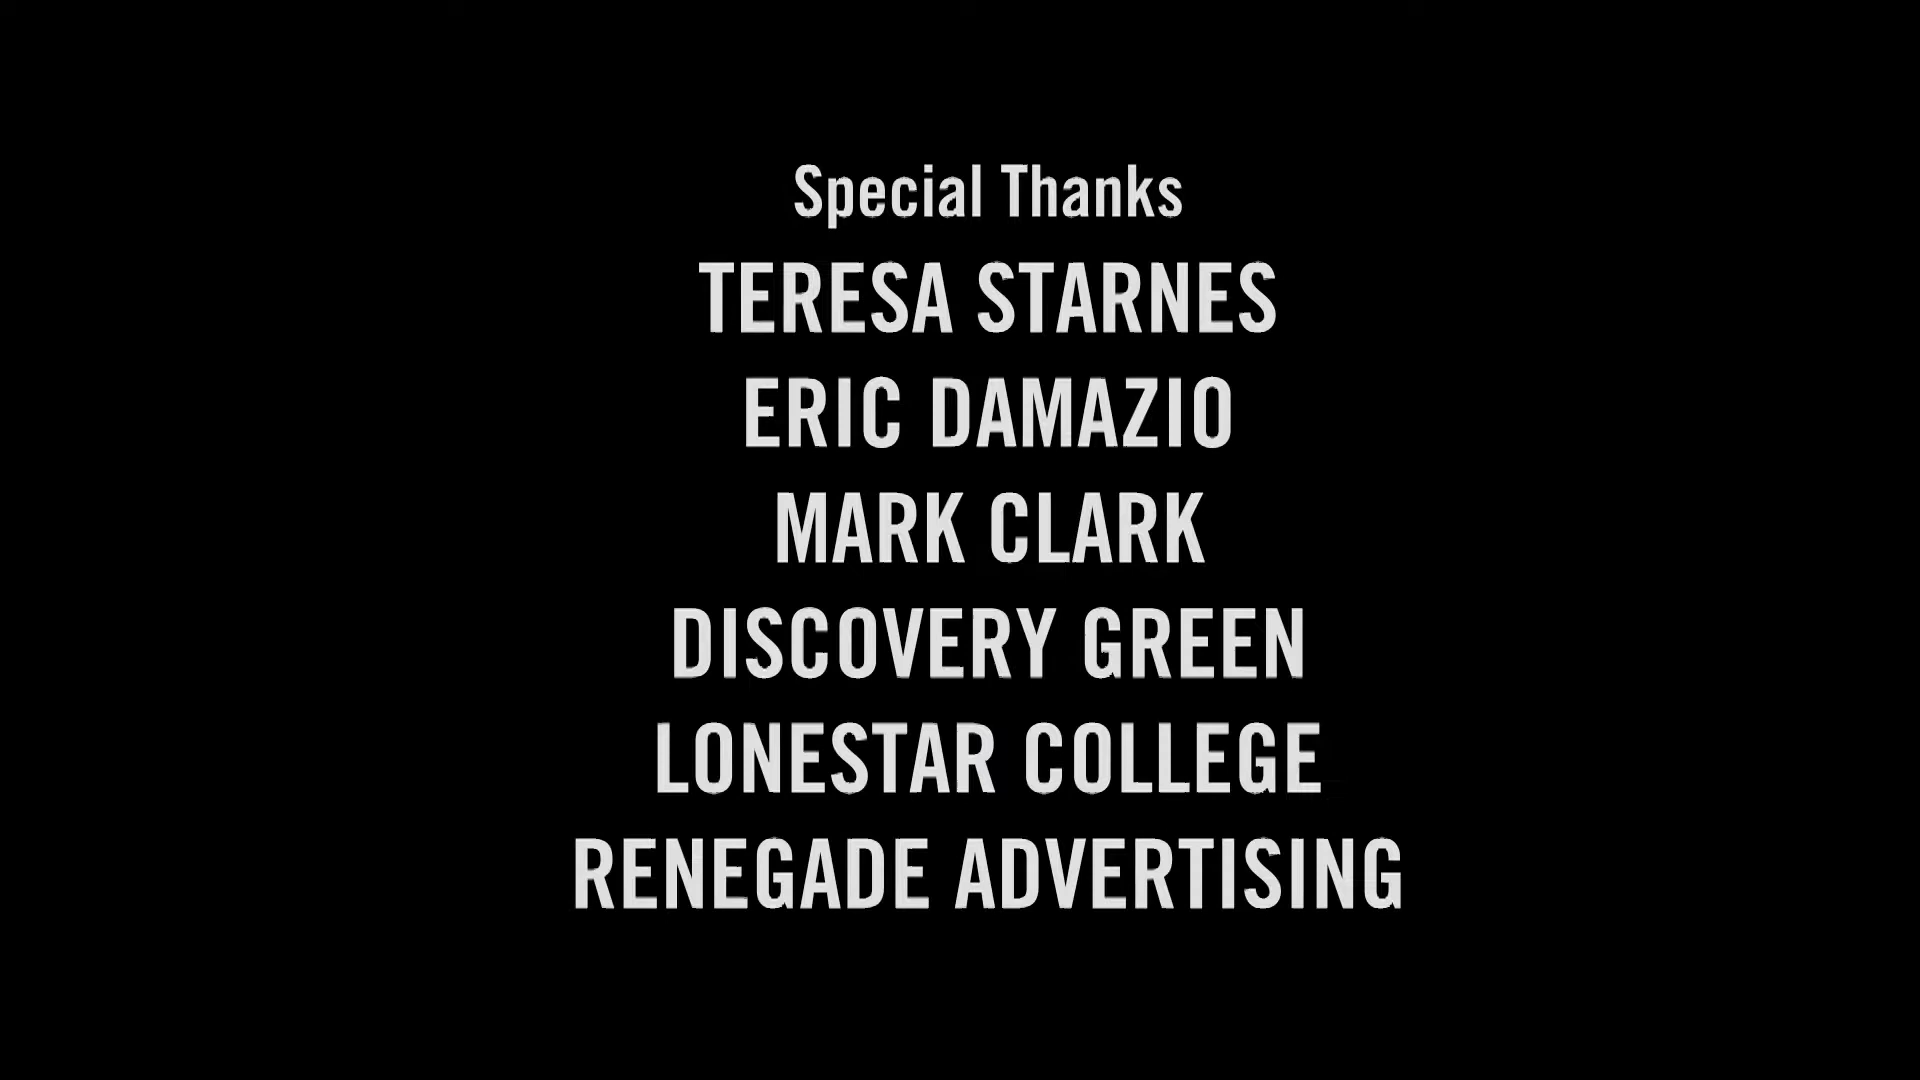 Special Thanks
TERESA STARNES
ERIC DAMAZIO
MARK CLARK
DISCOVERY GREEN
LONESTAR COLLEGE
RENEGADE ADVERTISING